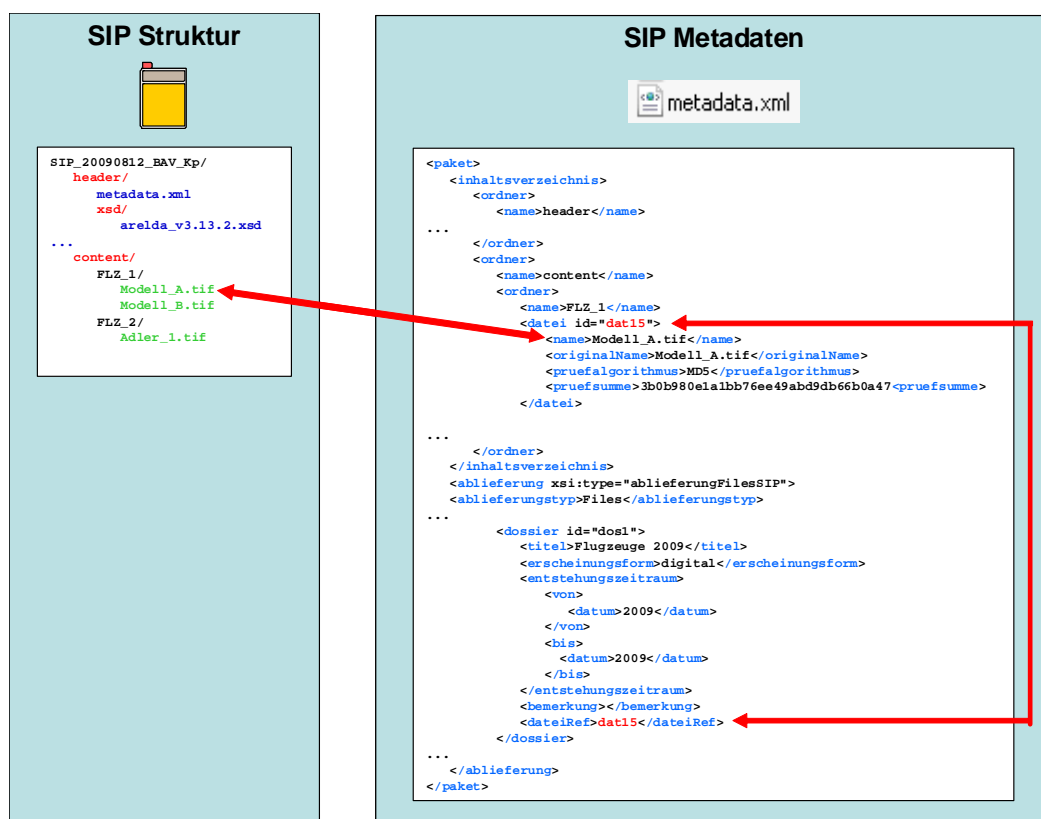 SIP Struktur
SIP_20090812_BAV_Kp/
header/
metadata.xml
xsd/
arelda_v3.13.2.xsd
...
content/
FLZ_1/
Modell_A.tif
Modell_B.tif
FLZ_2/
Adler_1.tif
SIP Metadaten
metadata.xml
<paket>
<inhaltsverzeichnis>
<ordner>
<name>header</name>
...
</ordner>
<ordner>
<name>content</name>
<ordner>
<name>FLZ_1</name>
<datei id="dat15">
<name>Modell_A.tif</name>
<originalName>Modell_A.tif</originalName>
<pruefalgorithmus>MD5</pruefalgorithmus>
<pruefsumme>3b0b980e1a1bb76ee49abd9db66b0a47<pruefsumme>
</datei>
...
</ordner>
</inhaltsverzeichnis>
<ablieferung xsi:type="ablieferungFilesSIP">
<ablieferungstyp>Files</ablieferungstyp>
...
<dossier id="dos1">
<titel>Flugzeuge 2009</titel>
<erscheinungsform>digital</erscheinungsform>
<entstehungszeitraum>
<von>
<datum>2009</datum>
</von>
<bis>
<datum>2009</datum>
</bis>
</entstehungszeitraum>
<bemerkung></bemerkung>
<dateiRef>dat15</dateiRef>
</dossier>
...
</ablieferung>
</paket>